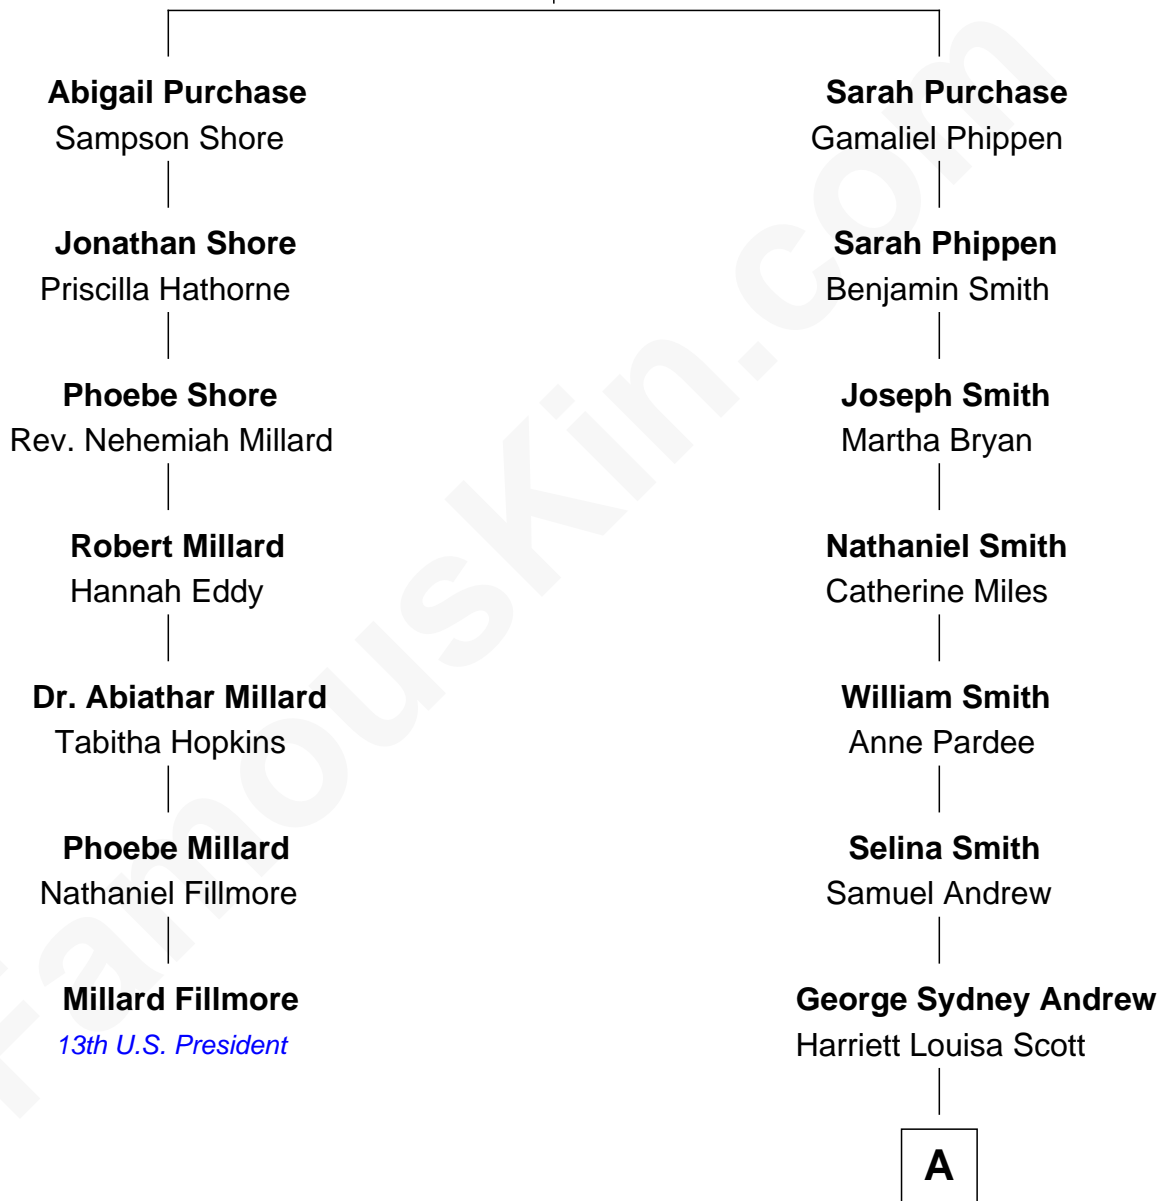 Abigail Purchase
Sampson Shore
Jonathan Shore
Priscilla Hathorne
Phoebe Shore
Rev. Nehemiah Millard
Robert Millard
Hannah Eddy
Dr. Abiathar Millard
Tabitha Hopkins
Phoebe Millard
Nathaniel Fillmore
Millard Fillmore
13th U.S. President
Sarah Purchase
Gamaliel Phippen
Sarah Phippen
Benjamin Smith
Joseph Smith
Martha Bryan
Nathaniel Smith
Catherine Miles
William Smith
Anne Pardee
Selina Smith
Samuel Andrew
George Sydney Andrew
Harriett Louisa Scott
A
FamousKin.com